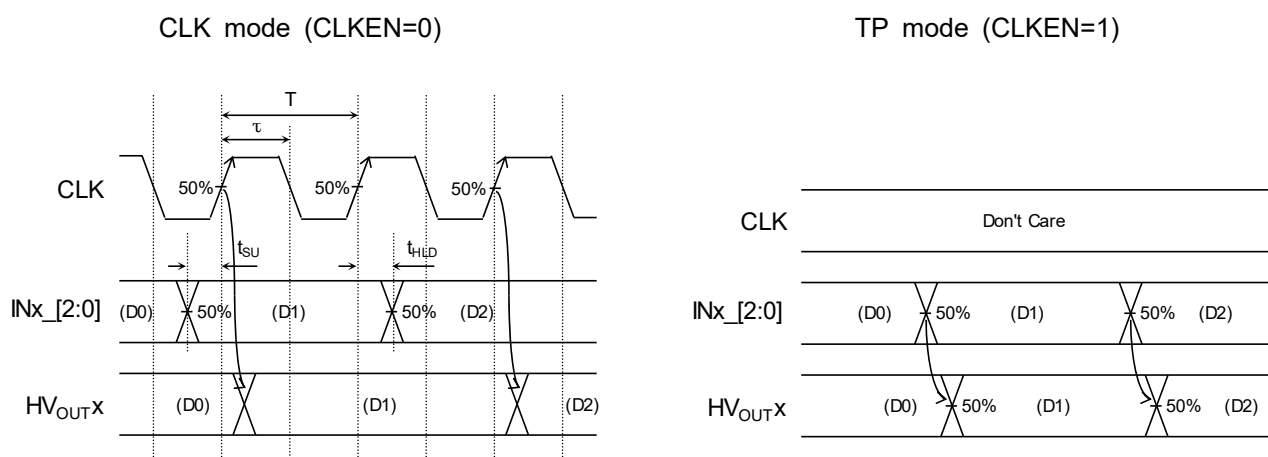 CLK mode (CLKEN=0)
T
τ
CLK
50%
50%
50%
tSU
tHLD
INx_[2:0]
(D0)
50%
(D1)
50%
(D2)
HVOUTx
(D0)
(D1)
(D2)
TP mode (CLKEN=1)
CLK
Don't Care
INx_[2:0]
(D0)
50%
(D1)
50%
(D2)
HVOUTx
(D0)
50%
(D1)
50%
(D2)